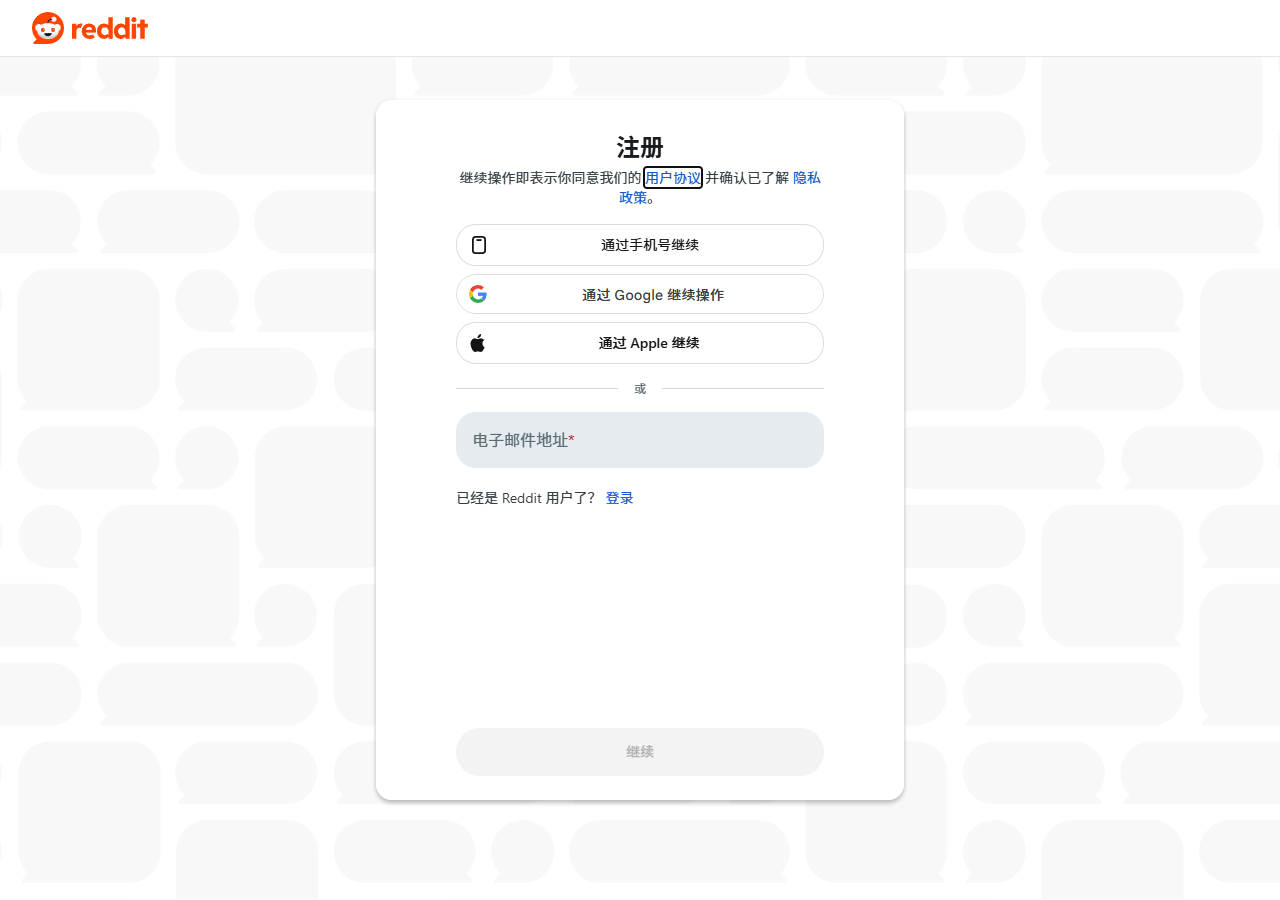 reddit
注册
继续操作即表示你同意我们的 用户协议 并确认已了解 隐私
政策。
通过手机号继续
通过 Google 继续操作
通过 Apple 继续
或
电子邮件地址*
已经是 Reddit 用户了? 登录
继续